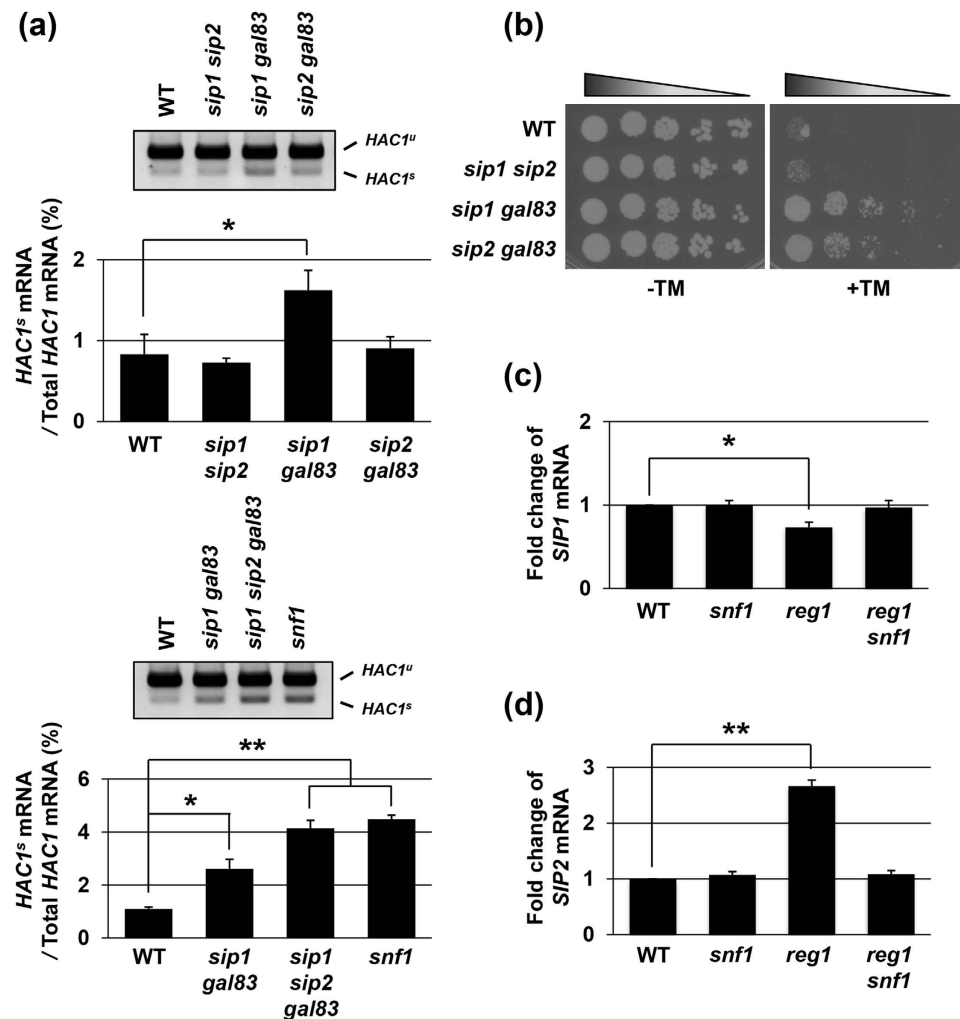 (a)
WT
sip1 sip2
sip1 gal83
sip2 gal83
HAC1ᵘ
HAC1ˢ
HAC1ˢ mRNA
/ Total HAC1 mRNA (%)
2
1
0
*
WT
sip1
sip2
sip1
gal83
sip2
gal83
WT
sip1 gal83
sip1 sip2 gal83
snf1
HAC1ᵘ
HAC1ˢ
HAC1ˢ mRNA
/ Total HAC1 mRNA (%)
6
4
2
0
**
*
WT
sip1
gal83
sip1
sip2
gal83
snf1
(b)
WT
sip1 sip2
sip1 gal83
sip2 gal83
-TM
+TM
(c)
Fold change of
SIP1 mRNA
2
1
0
*
WT
snf1
reg1
reg1
snf1
(d)
Fold change of
SIP2 mRNA
3
2
1
0
**
WT
snf1
reg1
reg1
snf1